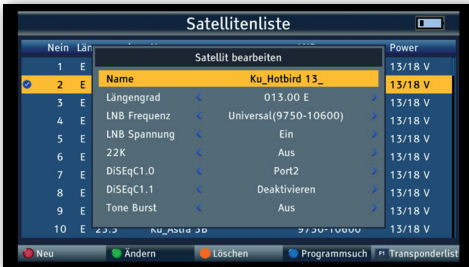 Satellitenliste
Nein Län Power
Satellit bearbeiten
1 E 13/18 V
Name Ku_Hotbird 13_
2 E 13/18 V
Längengrad 013.00 E
3 E 13/18 V
LNB Frequenz Universal(9750-10600)
4 E 13/18 V
LNB Spannung Ein
5 E 13/18 V
22K Aus
6 E 13/18 V
DiSEqC1.0 Port2
7 E 13/18 V
DiSEqC1.1 Deaktivieren
8 E 13/18 V
Tone Burst Aus
9 E 13/18 V
10 E 23.5 Ku_Astra 3B 9750-10600 13/18 V
Neu Ändern Löschen Programmsuch F1 Transponderlist